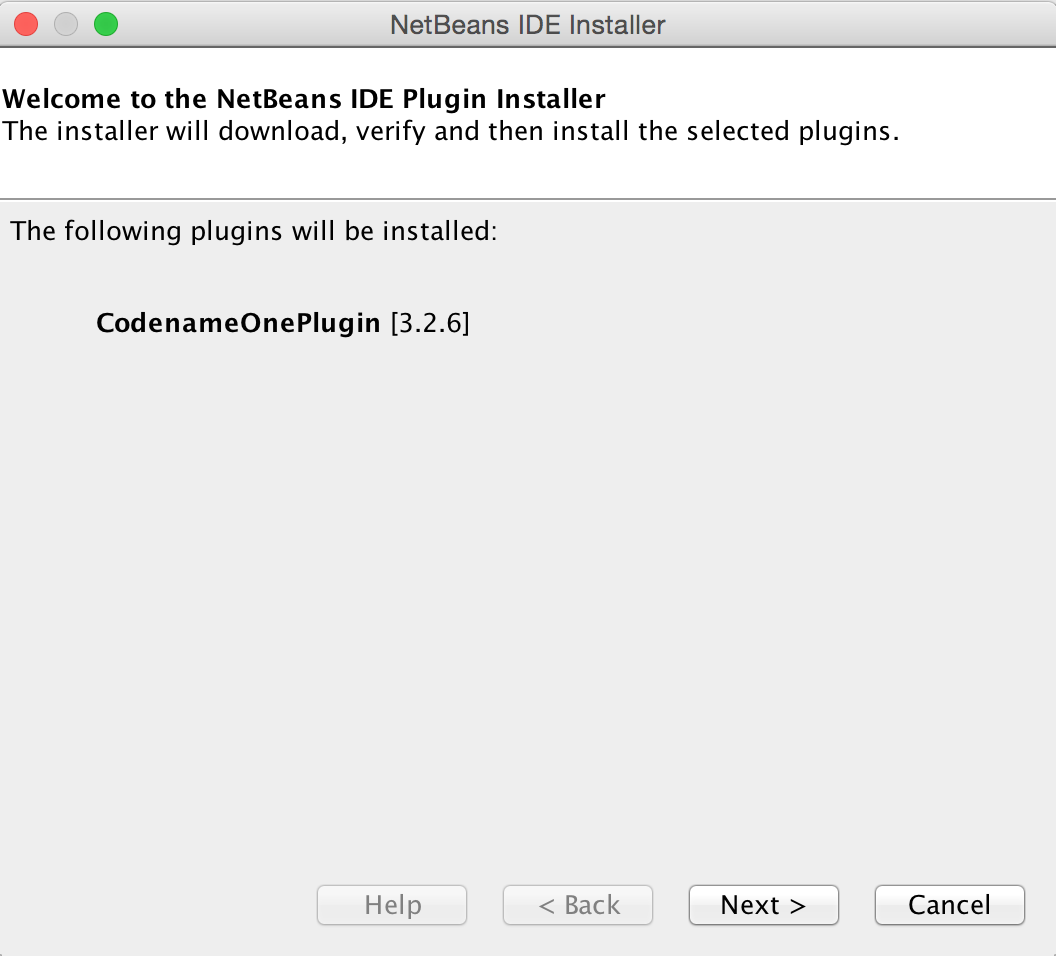 NetBeans IDE Installer
Welcome to the NetBeans IDE Plugin Installer
The installer will download, verify and then install the selected plugins.
The following plugins will be installed:
CodenameOnePlugin [3.2.6]
Help
< Back
Next >
Cancel